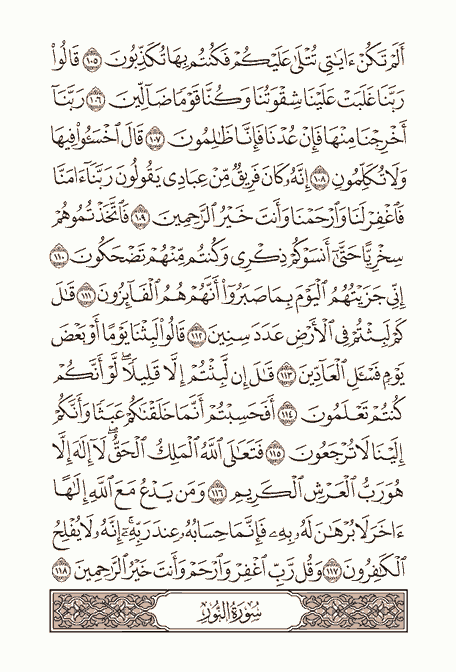 أَلَمْ تَكُنْ ءَايَـٰتِى تُتْلَىٰ عَلَيْكُمْ فَكُنتُم بِهَا تُكَذِّبُونَ ١٠٥ قَالُوا۟
رَبَّنَا غَلَبَتْ عَلَيْنَا شِقْوَتُنَا وَكُنَّا قَوْمًا ضَآلِّينَ ١٠٦ رَبَّنَآ
أَخْرِجْنَا مِنْهَا فَإِنْ عُدْنَا فَإِنَّا ظَـٰلِمُونَ ١٠٧ قَالَ ٱخْسَـُٔوا۟ فِيهَا
وَلَا تُكَلِّمُونِ ١٠٨ إِنَّهُۥ كَانَ فَرِيقٌ مِّنْ عِبَادِى يَقُولُونَ رَبَّنَآ ءَامَنَّا
فَٱغْفِرْ لَنَا وَٱرْحَمْنَا وَأَنتَ خَيْرُ ٱلرَّٰحِمِينَ ١٠٩ فَٱتَّخَذْتُمُوهُمْ
سِخْرِيًّا حَتَّىٰٓ أَنسَوْكُمْ ذِكْرِى وَكُنتُم مِّنْهُمْ تَضْحَكُونَ ١١٠
إِنِّى جَزَيْتُهُمُ ٱلْيَوْمَ بِمَا صَبَرُوٓا۟ أَنَّهُمْ هُمُ ٱلْفَآئِزُونَ ١١١ قَـٰلَ
كَمْ لَبِثْتُمْ فِى ٱلْأَرْضِ عَدَدَ سِنِينَ ١١٢ قَالُوا۟ لَبِثْنَا يَوْمًا أَوْ بَعْضَ
يَوْمٍ فَسْـَٔلِ ٱلْعَآدِّينَ ١١٣ قَـٰلَ إِن لَّبِثْتُمْ إِلَّا قَلِيلًا ۖ لَّوْ أَنَّكُمْ
كُنتُمْ تَعْلَمُونَ ١١٤ أَفَحَسِبْتُمْ أَنَّمَا خَلَقْنَـٰكُمْ عَبَثًا وَأَنَّكُمْ
إِلَيْنَا لَا تُرْجَعُونَ ١١٥ فَتَعَـٰلَى ٱللَّهُ ٱلْمَلِكُ ٱلْحَقُّ ۖ لَآ إِلَـٰهَ إِلَّا
هُوَ رَبُّ ٱلْعَرْشِ ٱلْكَرِيمِ ١١٦ وَمَن يَدْعُ مَعَ ٱللَّهِ إِلَـٰهًا
ءَاخَرَ لَا بُرْهَـٰنَ لَهُۥ بِهِۦ فَإِنَّمَا حِسَابُهُۥ عِندَ رَبِّهِۦٓ ۚ إِنَّهُۥ لَا يُفْلِحُ
ٱلْكَـٰفِرُونَ ١١٧ وَقُل رَّبِّ ٱغْفِرْ وَٱرْحَمْ وَأَنتَ خَيْرُ ٱلرَّٰحِمِينَ ١١٨
سُورَةُ النُّورِ